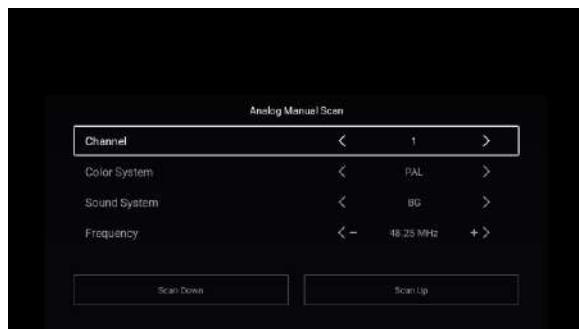 Analog Manual Scan
Channel < 1 >
Color System < PAL >
Sound System < BG >
Frequency < − 48.25 MHz + >
Scan Down Scan Up